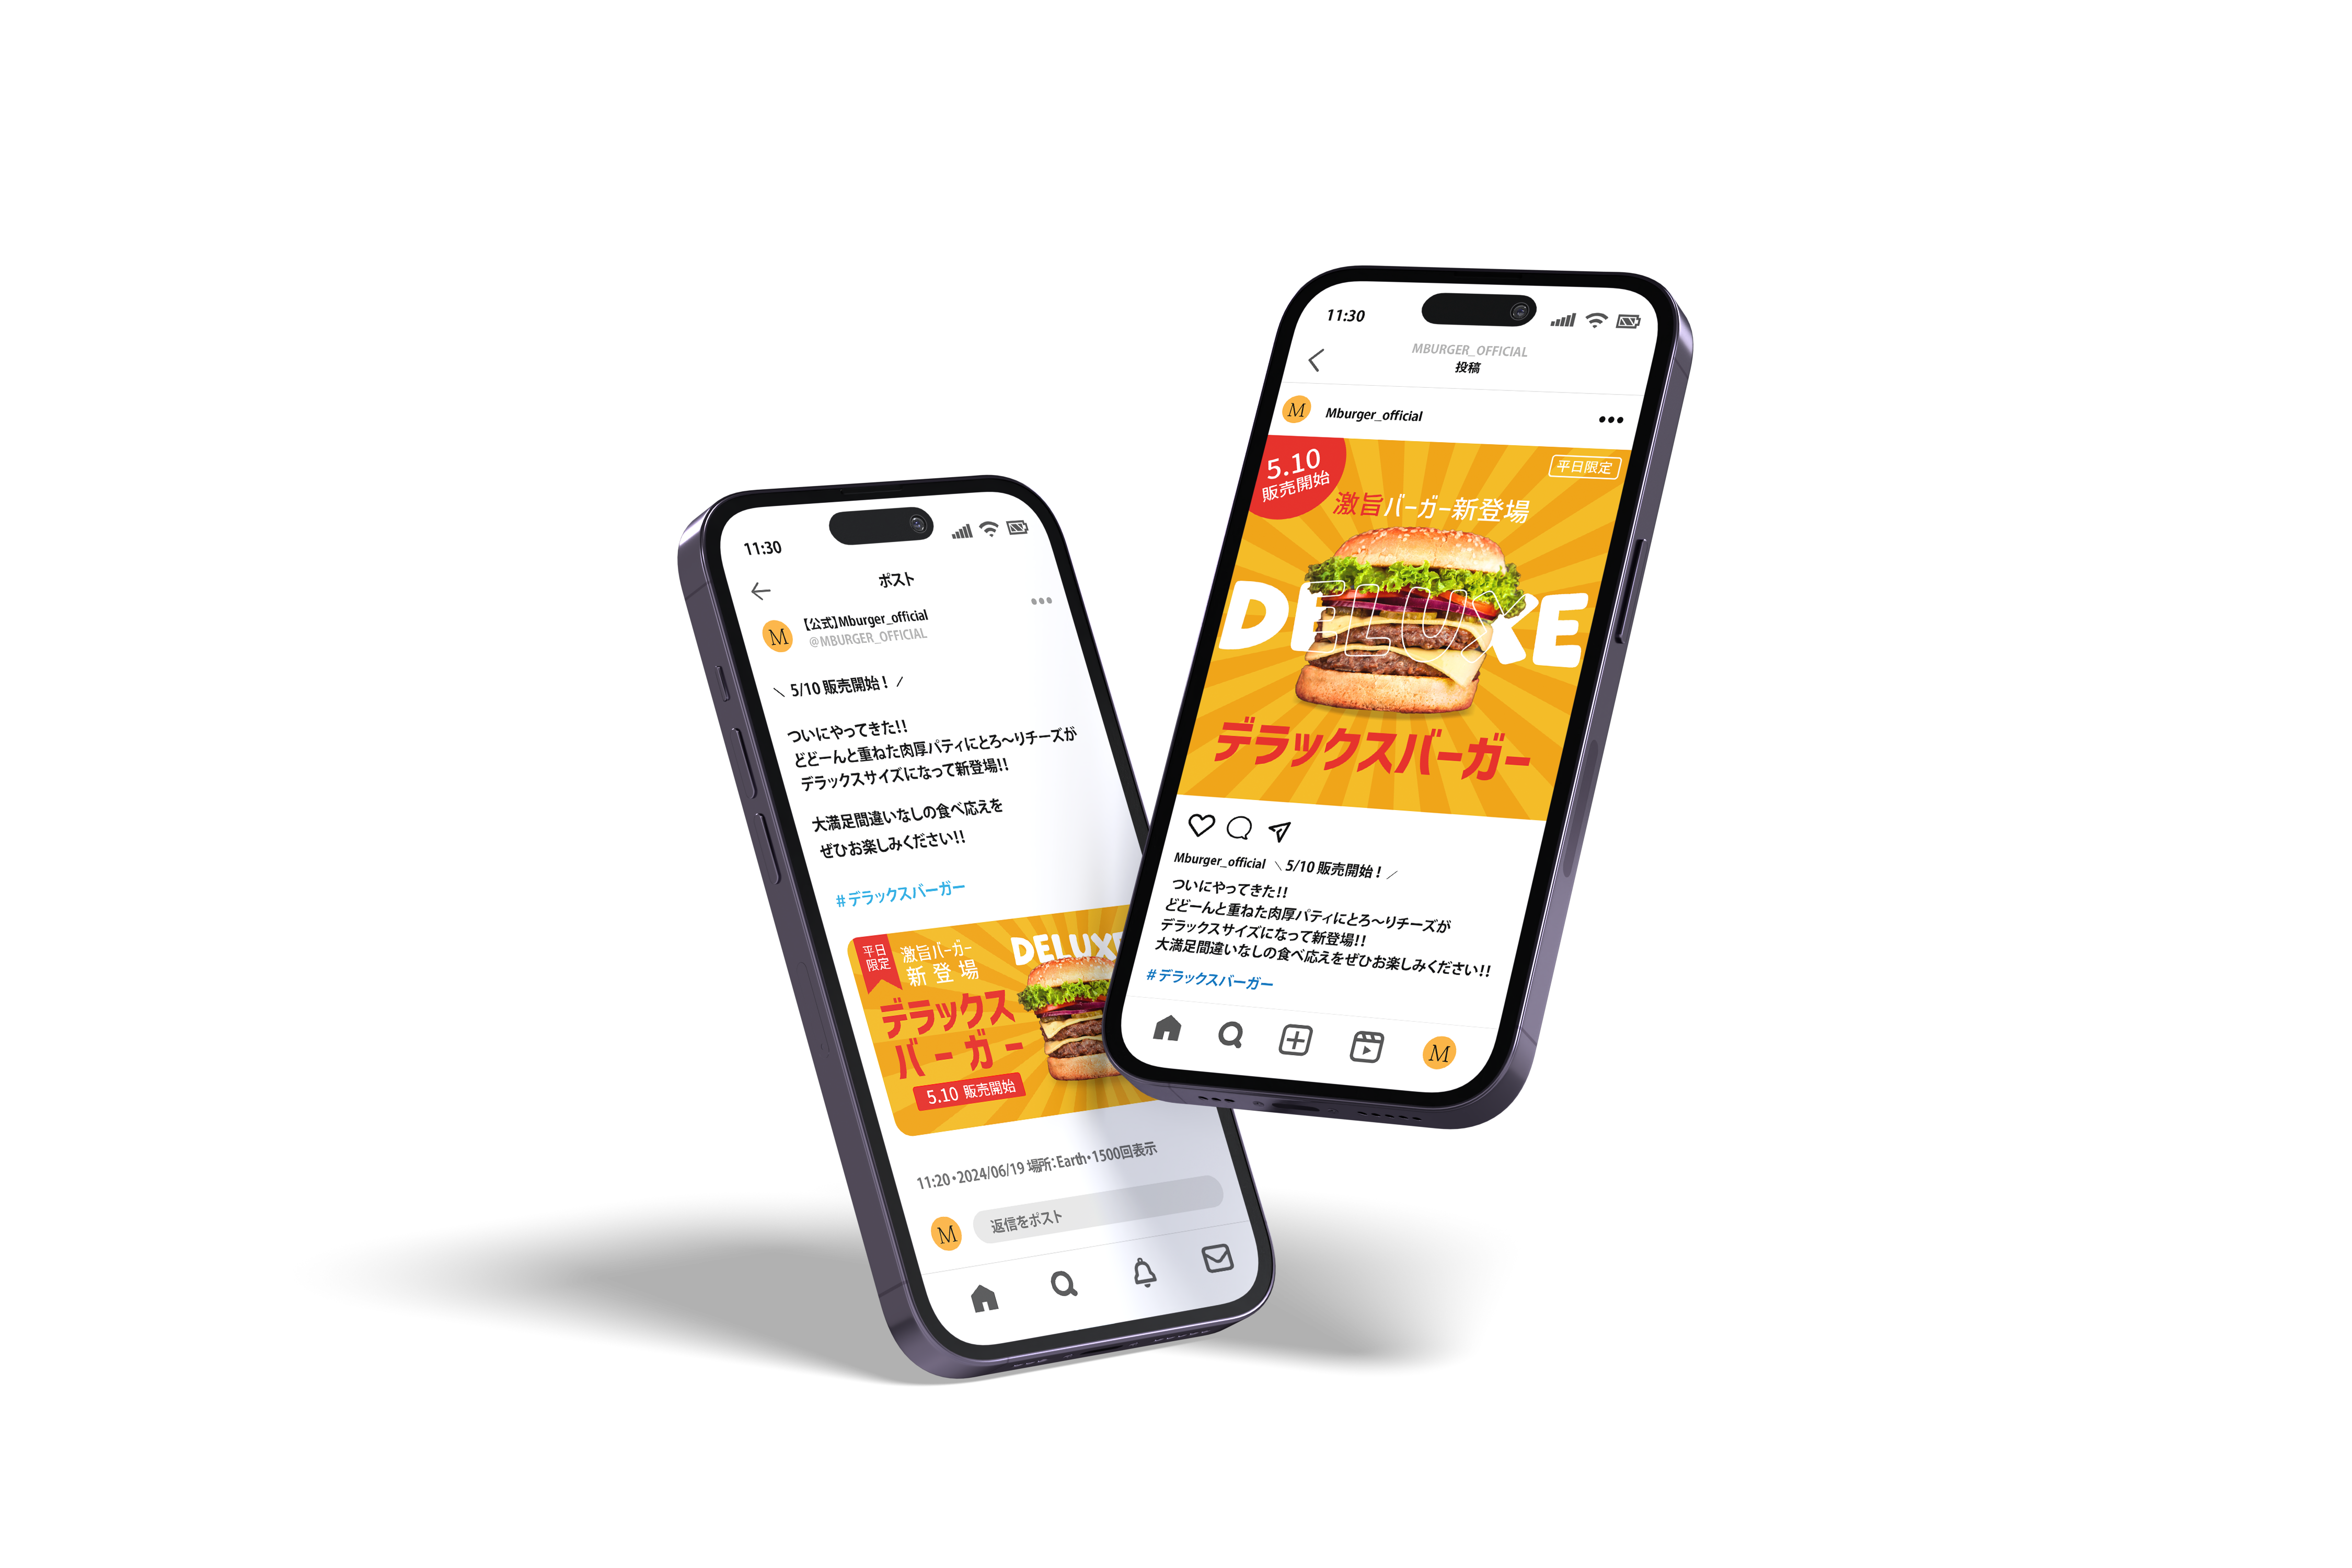 11:30
ポスト
M
【公式】Mburger_official
@MBURGER_OFFICIAL
＼ 5/10 販売開始！ ／
ついにやってきた!!
どどーんと重ねた肉厚パティにとろ〜りチーズが
デラックスサイズになって新登場!!
大満足間違いなしの食べ応えを
ぜひお楽しみください!!
#デラックスバーガー
平日
限定
激旨バーガー
新登場
DELUXE
デラックス
バーガー
5.10 販売開始
11:20・2024/06/19 場所：Earth・1500回表示
M
返信をポスト
11:30
MBURGER_OFFICIAL
投稿
M
Mburger_official
5.10
販売開始
平日限定
激旨バーガー新登場
DELUXE
デラックスバーガー
Mburger_official ＼ 5/10 販売開始！ ／
ついにやってきた!!
どどーんと重ねた肉厚パティにとろ〜りチーズが
デラックスサイズになって新登場!!
大満足間違いなしの食べ応えをぜひお楽しみください!!
#デラックスバーガー
M